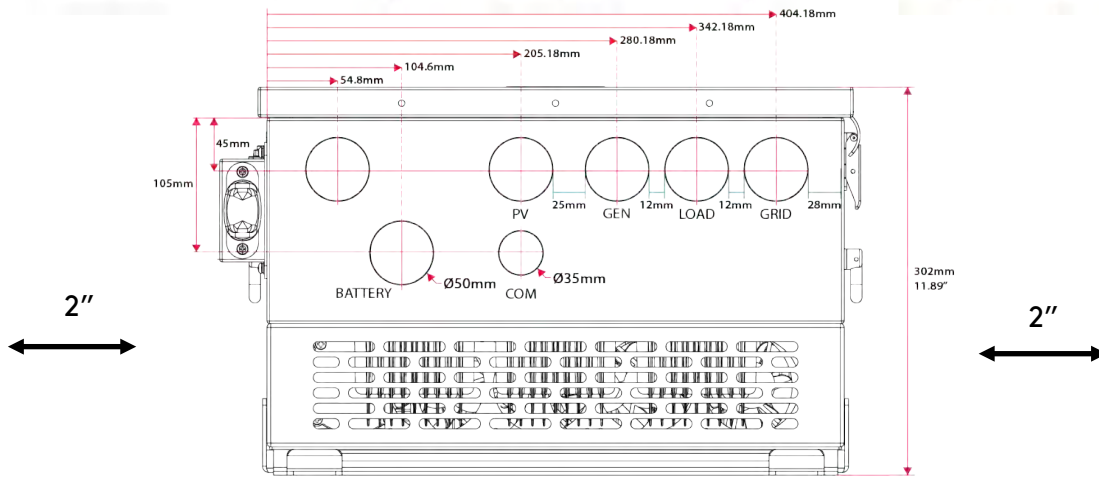 404.18mm
342.18mm
280.18mm
205.18mm
104.6mm
54.8mm
45mm
105mm
25mm
12mm
12mm
28mm
PV
GEN
LOAD
GRID
302mm
11.89"
Ø50mm
Ø35mm
BATTERY
COM
2"
2"